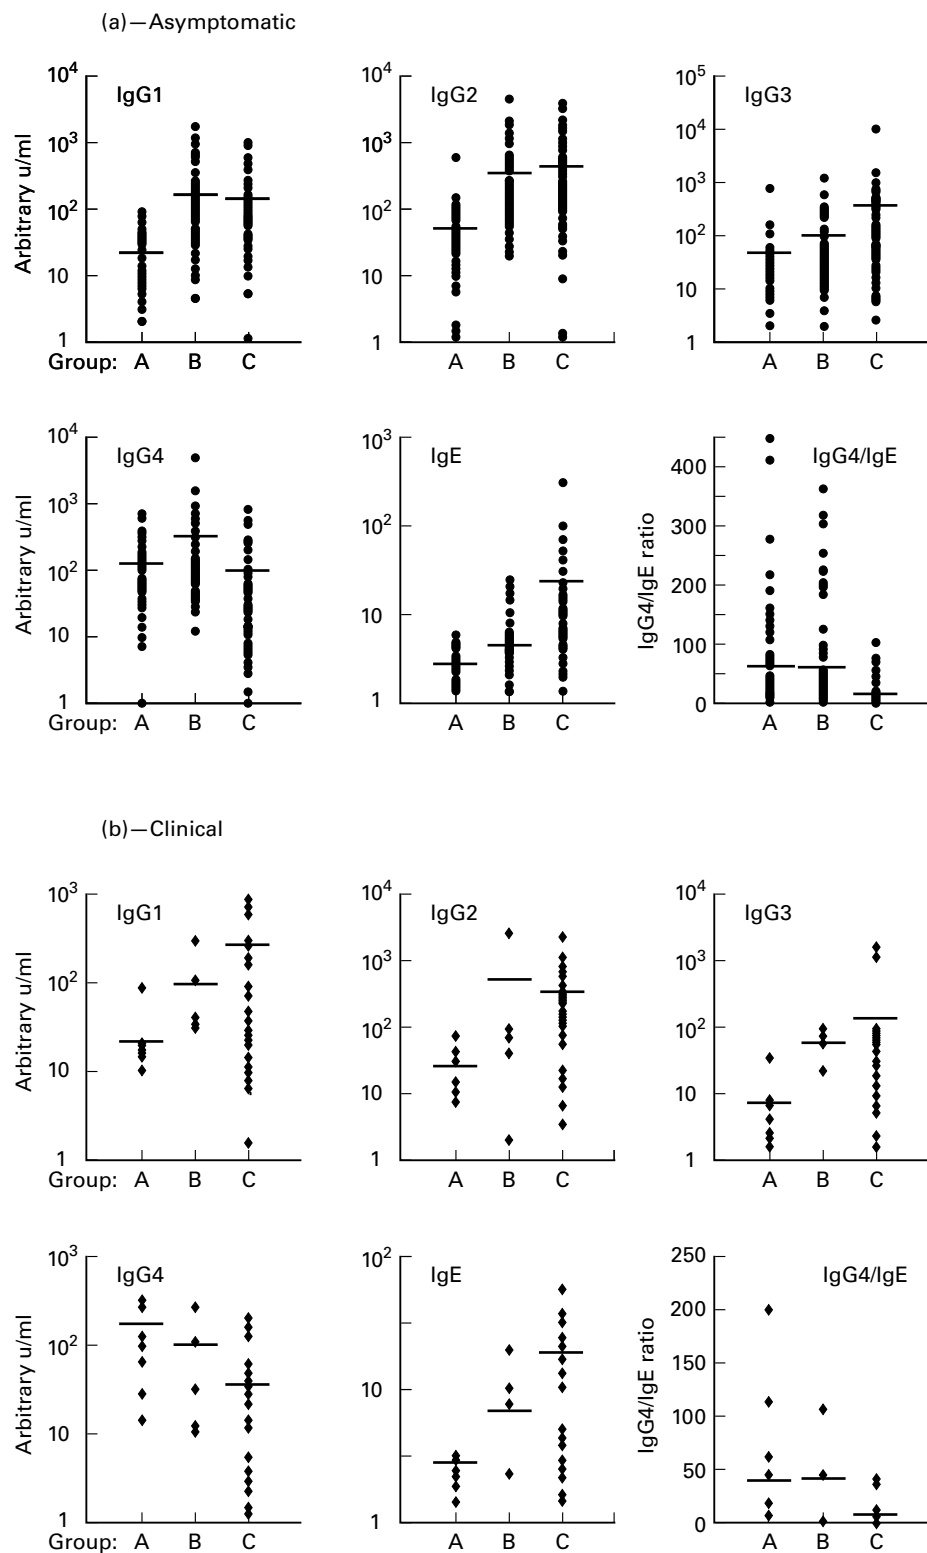 (a)—Asymptomatic
IgG1
Arbitrary u/ml
10⁴
10³
10²
10
1
Group: A B C
IgG2
10⁴
10³
10²
10
1
A B C
IgG3
10⁵
10⁴
10³
10²
10
1
A B C
IgG4
Arbitrary u/ml
10⁴
10³
10²
10
1
Group: A B C
IgE
10³
10²
10
1
A B C
IgG4/IgE
IgG4/IgE ratio
400
300
200
100
0
A B C
(b)—Clinical
IgG1
Arbitrary u/ml
10³
10²
10
1
Group: A B C
IgG2
10⁴
10³
10²
10
1
A B C
IgG3
10⁴
10³
10²
10
1
A B C
IgG4
Arbitrary u/ml
10³
10²
10
1
Group: A B C
IgE
10²
10
1
A B C
IgG4/IgE
IgG4/IgE ratio
250
200
150
100
50
0
A B C